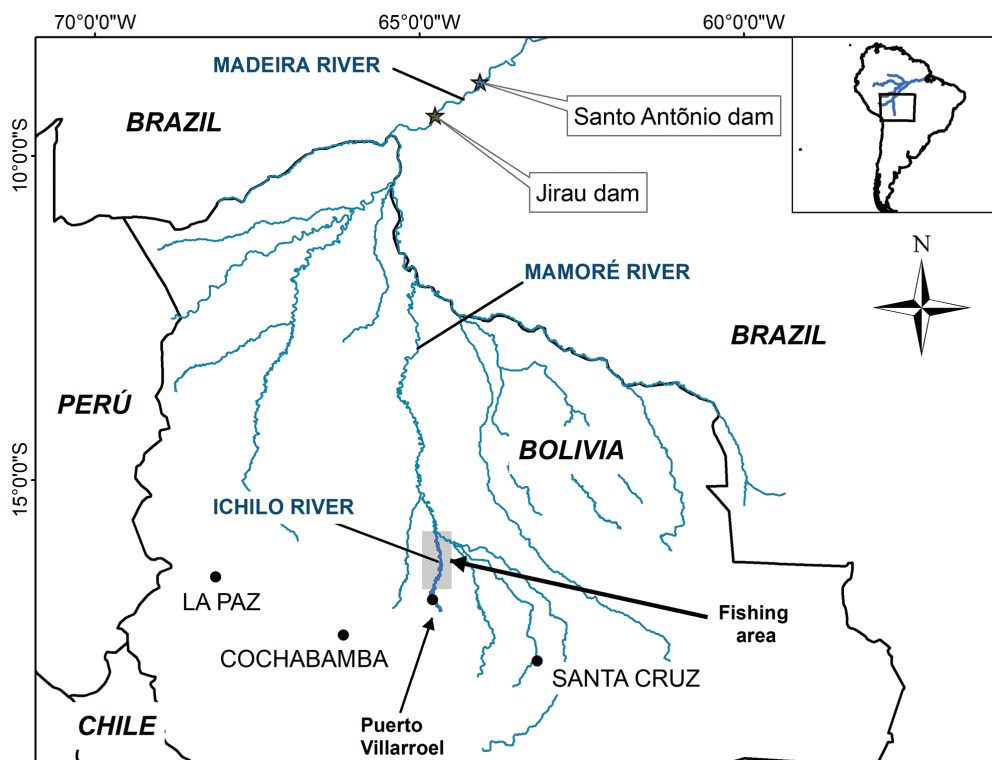 70°0'0"W
65°0'0"W
60°0'0"W
MADEIRA RIVER
BRAZIL
Santo Antõnio dam
10°0'0"S
Jirau dam
N
MAMORÉ RIVER
BRAZIL
PERÚ
BOLIVIA
15°0'0"S
ICHILO RIVER
LA PAZ
Fishing
area
COCHABAMBA
SANTA CRUZ
CHILE
Puerto
Villarroel